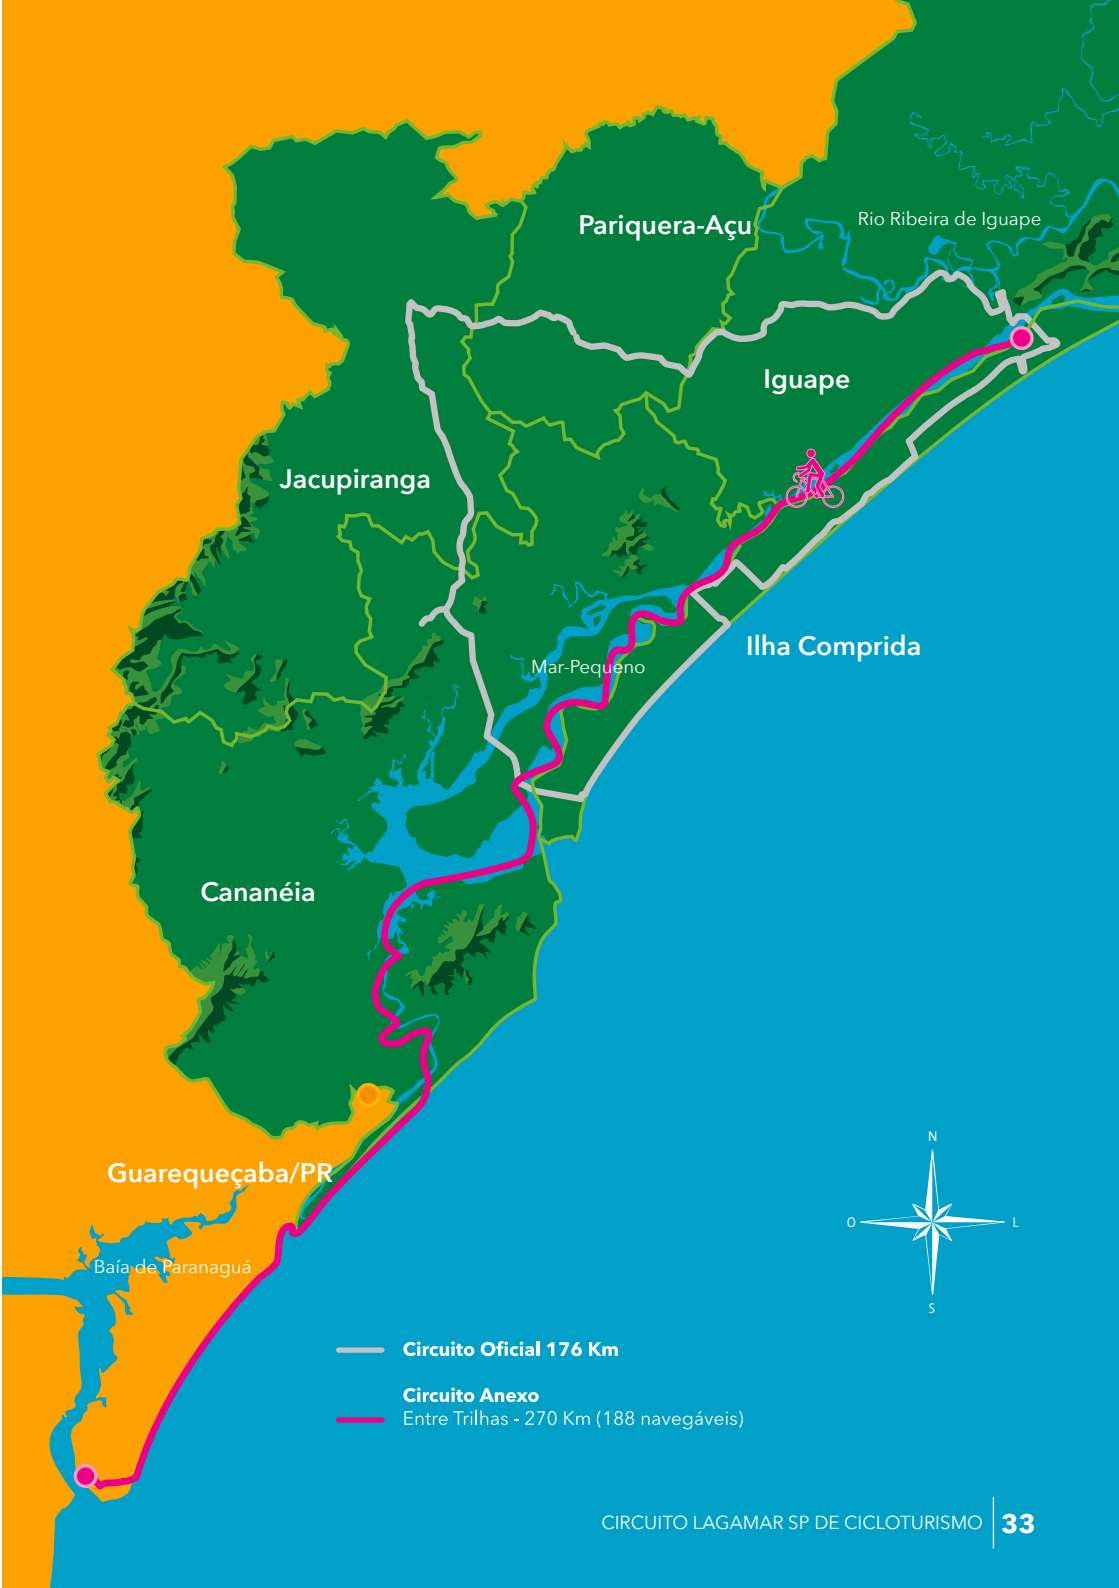 Pariquera-Açu
Rio Ribeira de Iguape
Iguape
Jacupiranga
Ilha Comprida
Mar-Pequeno
Cananéia
Guarequeçaba/PR
Baía de Paranaguá
N
O
L
S
Circuito Oficial 176 Km
Circuito Anexo
Entre Trilhas - 270 Km (188 navegáveis)
CIRCUITO LAGAMAR SP DE CICLOTURISMO 33